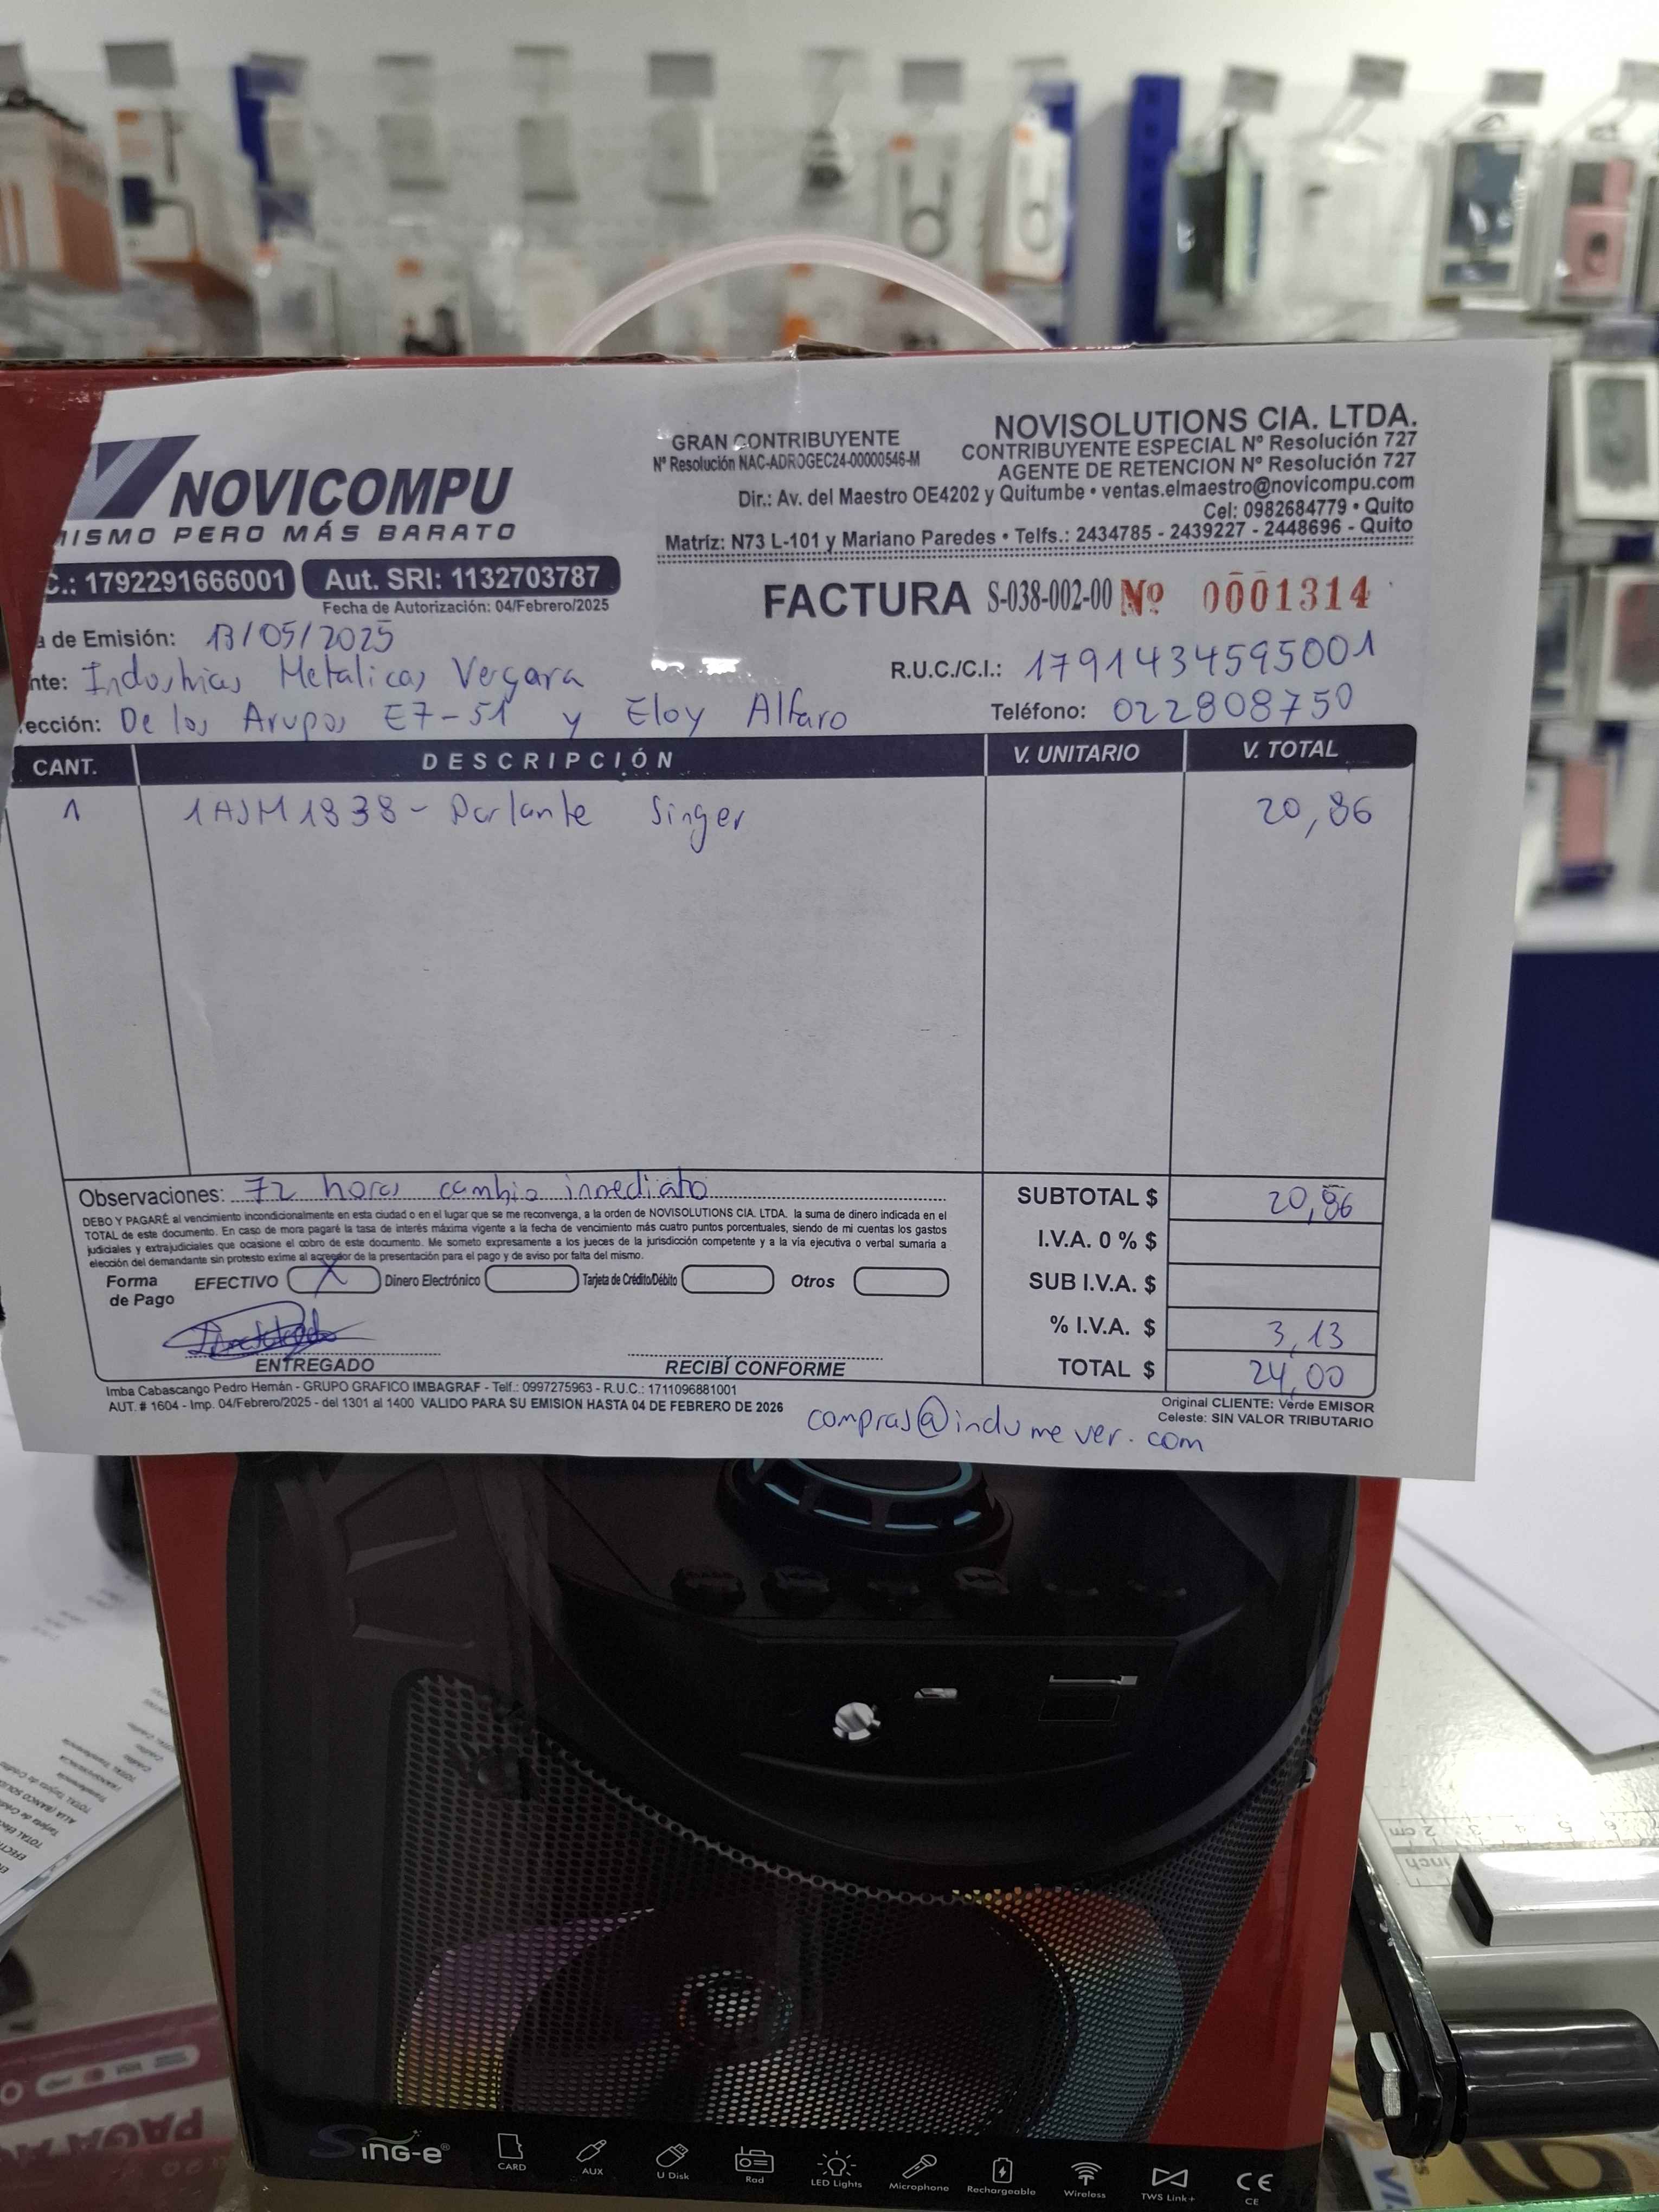 NOVICOMPU
MISMO PERO MÁS BARATO
GRAN CONTRIBUYENTE
Nº Resolución NAC-ADROGEC24-00000546-M
NOVISOLUTIONS CIA. LTDA.
CONTRIBUYENTE ESPECIAL Nº Resolución 727
AGENTE DE RETENCION Nº Resolución 727
Dir.: Av. del Maestro OE4202 y Quitumbe • ventas.elmaestro@novicompu.com
Cel: 0982684779 • Quito
Matríz: N73 L-101 y Mariano Paredes • Telfs.: 2434785 - 2439227 - 2448696 - Quito
C.: 1792291666001 Aut. SRI: 1132703787
Fecha de Autorización: 04/Febrero/2025
FACTURA S-038-002-00 Nº 0001314
a de Emisión: 13/05/2025
nte: Industrias Metalicas Vergara R.U.C./C.I.: 1791434595001
ección: De los Arupos E7-51 y Eloy Alfaro Teléfono: 022808750
CANT. DESCRIPCIÓN V. UNITARIO V. TOTAL
1 1AJM1838 - Parlante Singer 20,86
Observaciones: 72 horas cambio inmediato
DEBO Y PAGARÉ al vencimiento incondicionalmente en esta ciudad o en el lugar que se me reconvenga, a la orden de NOVISOLUTIONS CIA. LTDA. la suma de dinero indicada en el
TOTAL de este documento. En caso de mora pagaré la tasa de interés máxima vigente a la fecha de vencimiento más cuatro puntos porcentuales, siendo de mi cuentas los gastos
judiciales y extrajudiciales que ocasione el cobro de este documento. Me someto expresamente a los jueces de la jurisdicción competente y a la vía ejecutiva o verbal sumaria a
elección del demandante sin protesto exime al acreedor de la presentación para el pago y de aviso por falta del mismo.
SUBTOTAL $ 20,86
I.V.A. 0 % $
SUB I.V.A. $
% I.V.A. $ 3,13
TOTAL $ 24,00
Forma de Pago EFECTIVO X Dinero Electrónico Tarjeta de Crédito/Débito Otros
ENTREGADO RECIBÍ CONFORME
Imba Cabascango Pedro Hernán - GRUPO GRAFICO IMBAGRAF - Telf.: 0997275963 - R.U.C.: 1711096881001
AUT. # 1604 - Imp. 04/Febrero/2025 - del 1301 al 1400 VALIDO PARA SU EMISION HASTA 04 DE FEBRERO DE 2026
Original CLIENTE: Verde EMISOR
Celeste: SIN VALOR TRIBUTARIO
compras@indumever.com
Sing-e®
CARD AUX U Disk Rad LED Lights Microphone Rechargeable Wireless TWS Link+ CE